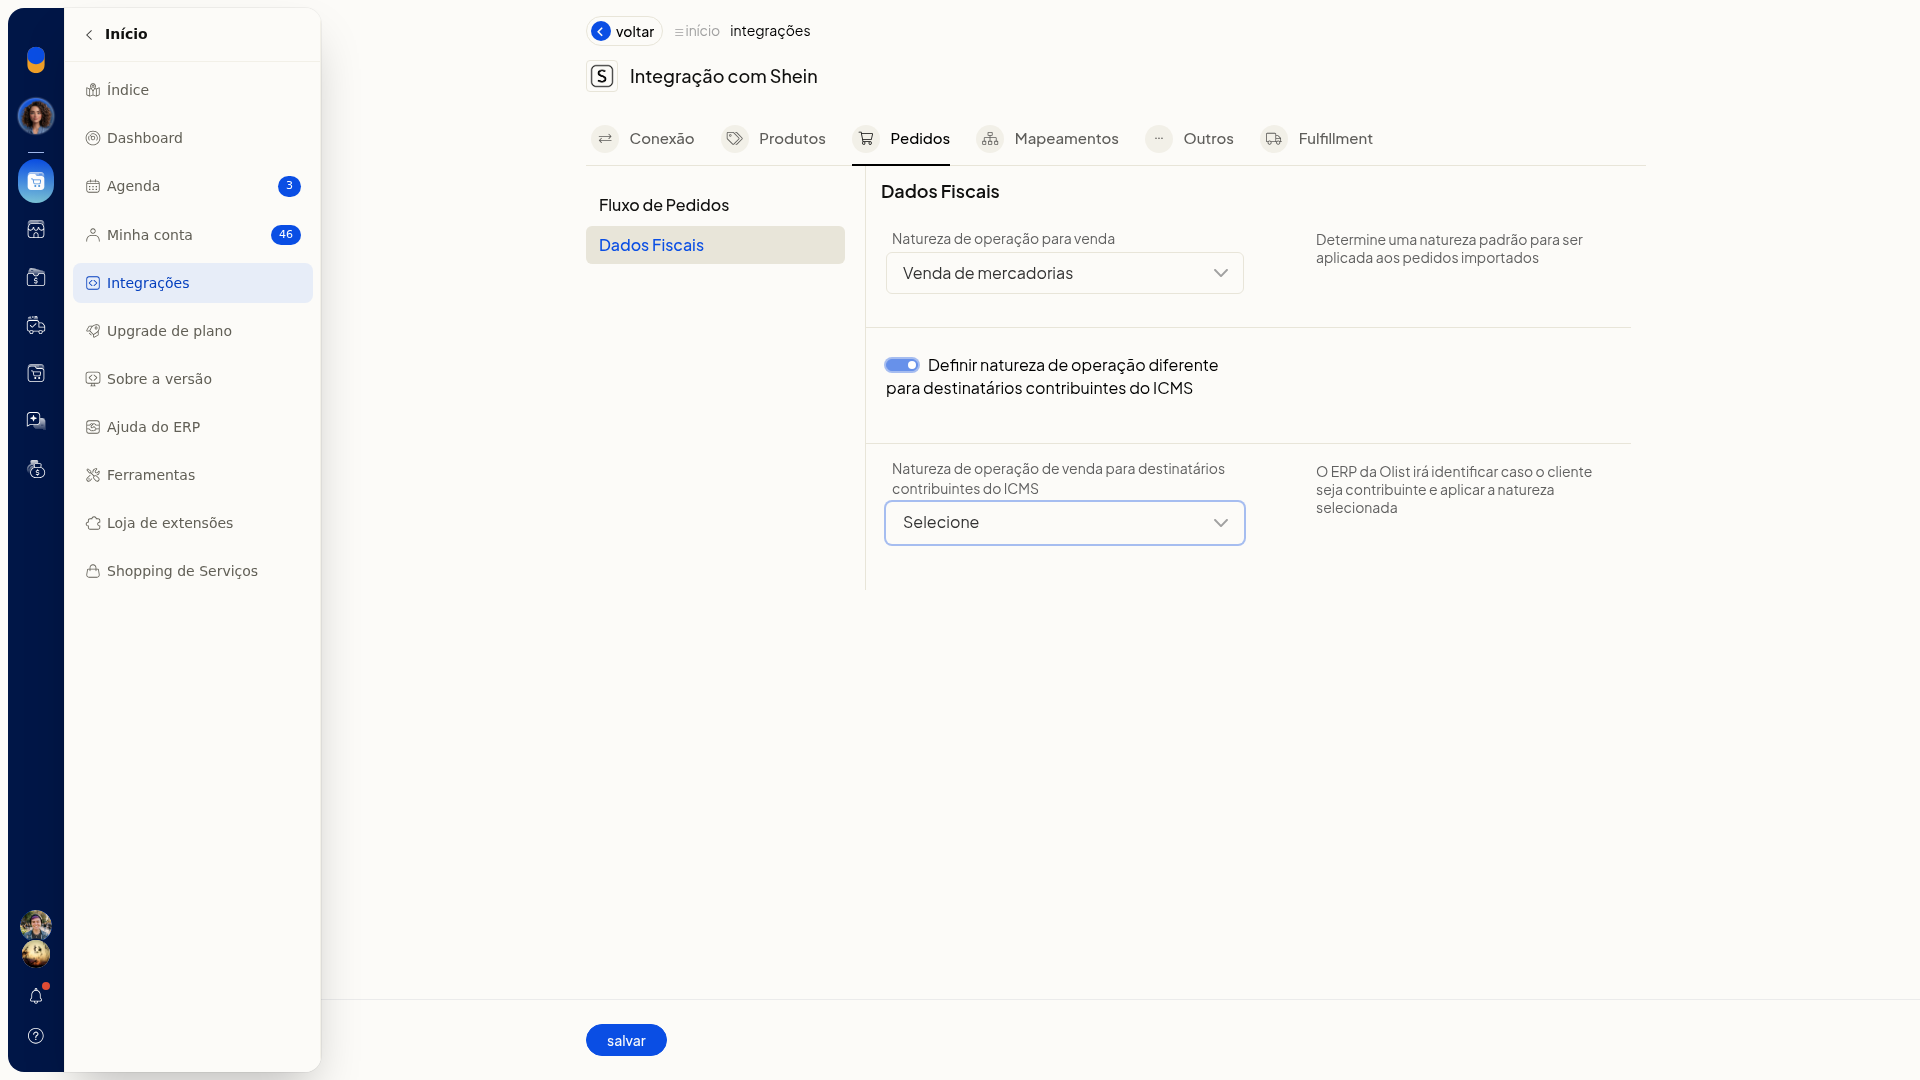 Início
Índice
Dashboard
Agenda
3
Minha conta
46
Integrações
Upgrade de plano
Sobre a versão
Ajuda do ERP
Ferramentas
Loja de extensões
Shopping de Serviços
voltar
início
integrações
S
Integração com Shein
Conexão
Produtos
Pedidos
Mapeamentos
Outros
Fulfillment
Fluxo de Pedidos
Dados Fiscais
Dados Fiscais
Natureza de operação para venda
Venda de mercadorias
Determine uma natureza padrão para ser
aplicada aos pedidos importados
Definir natureza de operação diferente
para destinatários contribuintes do ICMS
Natureza de operação de venda para destinatários
contribuintes do ICMS
Selecione
O ERP da Olist irá identificar caso o cliente
seja contribuinte e aplicar a natureza
selecionada
salvar